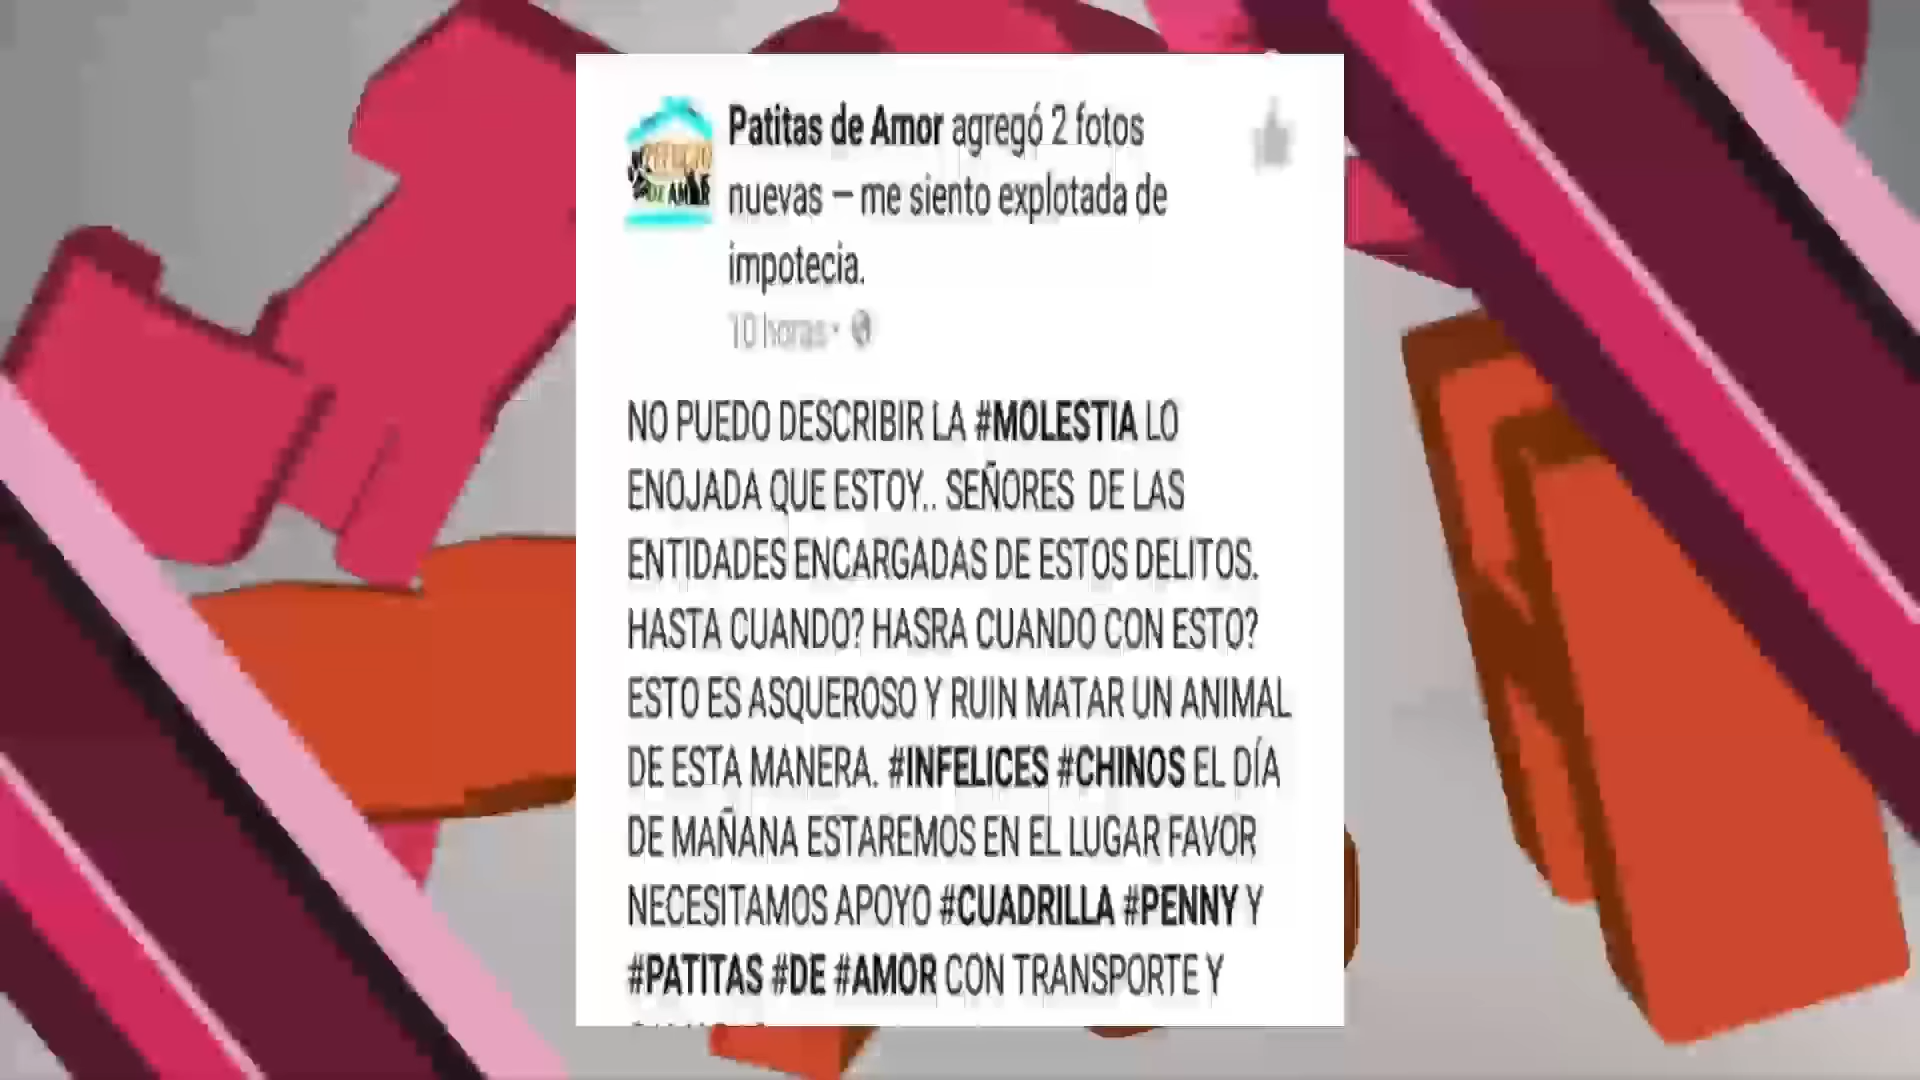 Patitas de Amor agregó 2 fotos
nuevas — me siento explotada de
impotecia.
10 horas ·
NO PUEDO DESCRIBIR LA #MOLESTIA LO
ENOJADA QUE ESTOY.. SEÑORES DE LAS
ENTIDADES ENCARGADAS DE ESTOS DELITOS.
HASTA CUANDO? HASRA CUANDO CON ESTO?
ESTO ES ASQUEROSO Y RUIN MATAR UN ANIMAL
DE ESTA MANERA. #INFELICES #CHINOS EL DÍA
DE MAÑANA ESTAREMOS EN EL LUGAR FAVOR
NECESITAMOS APOYO #CUADRILLA #PENNY Y
#PATITAS #DE #AMOR CON TRANSPORTE Y
DE AMOR